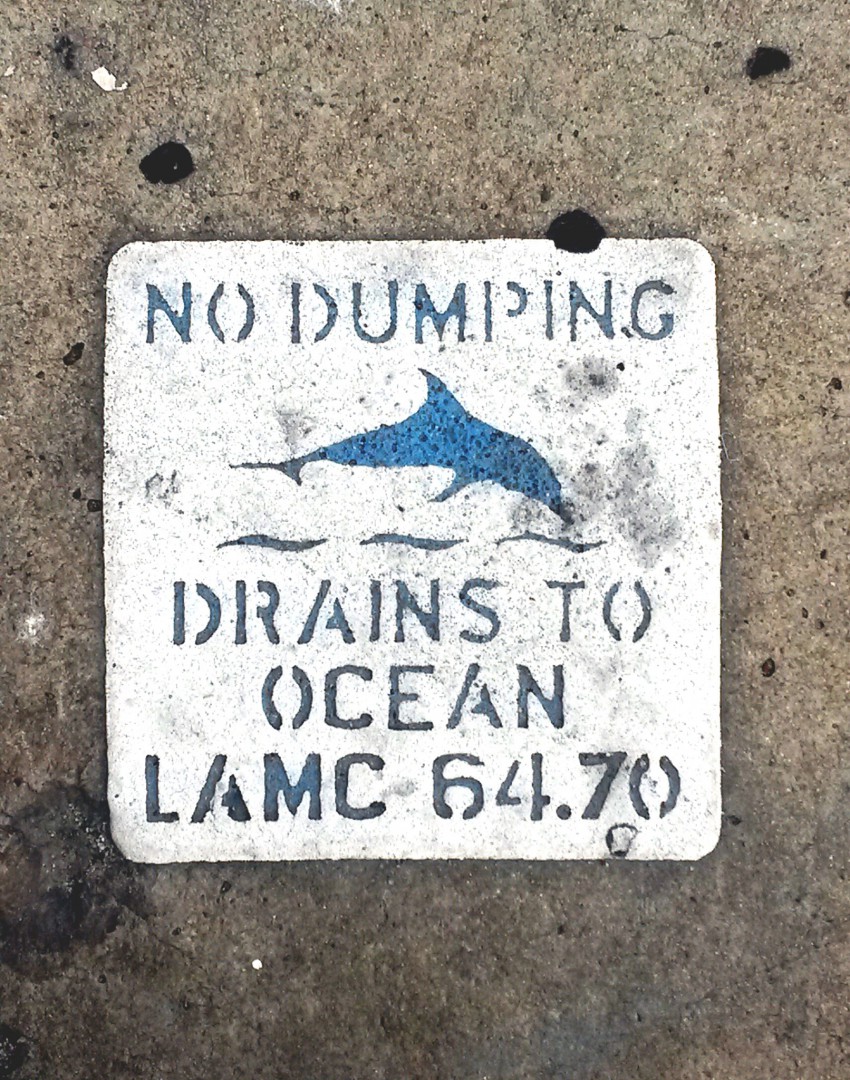 NO DUMPING
DRAINS TO
OCEAN
LAMC 64.70